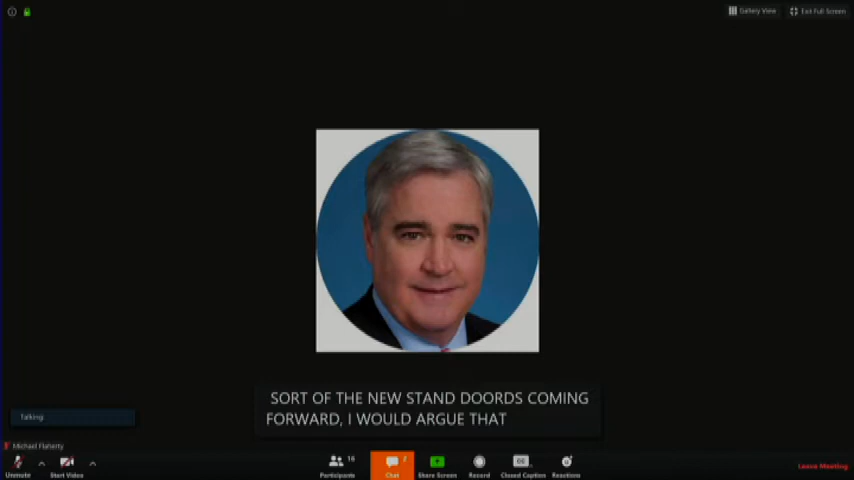 Gallery View
Exit Full Screen
SORT OF THE NEW STAND DOORDS COMING
FORWARD, I WOULD ARGUE THAT
Talking:
Michael Flaherty
16
2
Unmute
Start Video
Participants
Chat
Share Screen
Record
Closed Caption
Reactions
Leave Meeting